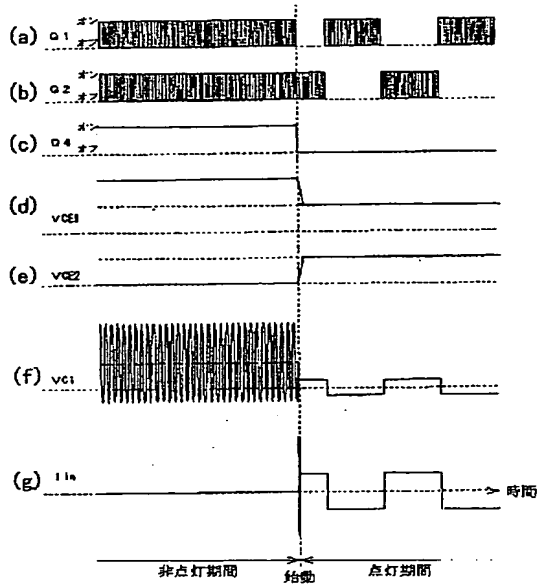 (a) Q1 オン
オフ
(b) Q2 オン
オフ
(c) Q4 オン
オフ
(d) VCE1
(e) VCE2
(f) VC1
(g) Ila
時間
非点灯期間 始動 点灯期間